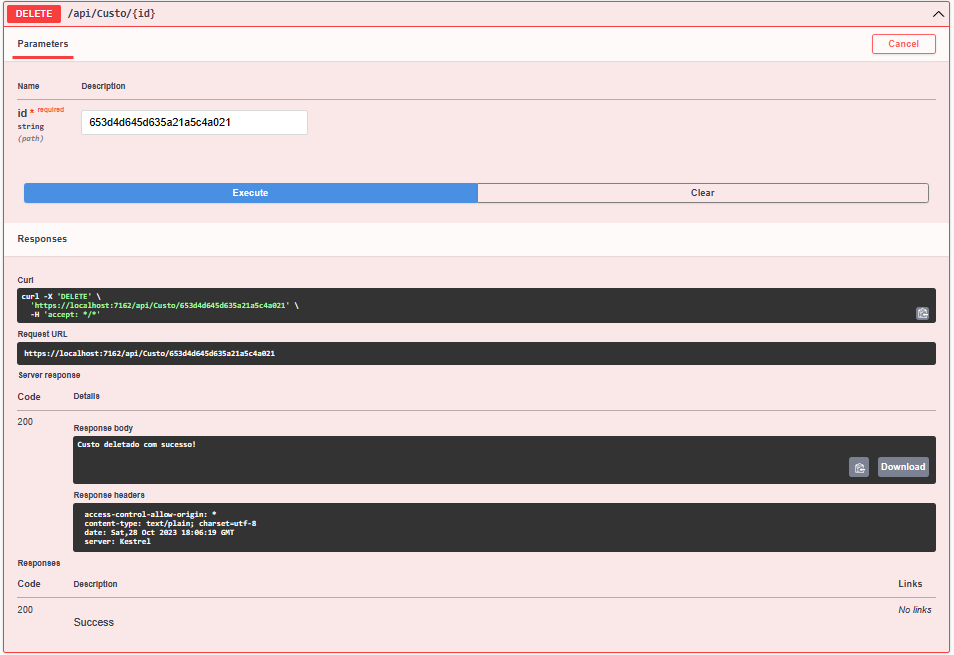 DELETE /api/Custo/{id}
Parameters
Cancel
Name Description
id * required
string
(path)
653d4d645d635a21a5c4a021
Execute Clear
Responses
Curl
curl -X 'DELETE' \
'https://localhost:7162/api/Custo/653d4d645d635a21a5c4a021' \
-H 'accept: */*'
Request URL
https://localhost:7162/api/Custo/653d4d645d635a21a5c4a021
Server response
Code Details
200
Response body
Custo deletado com sucesso!
Download
Response headers
access-control-allow-origin: *
content-type: text/plain; charset=utf-8
date: Sat,28 Oct 2023 18:06:19 GMT
server: Kestrel
Responses
Code Description Links
200 No links
Success